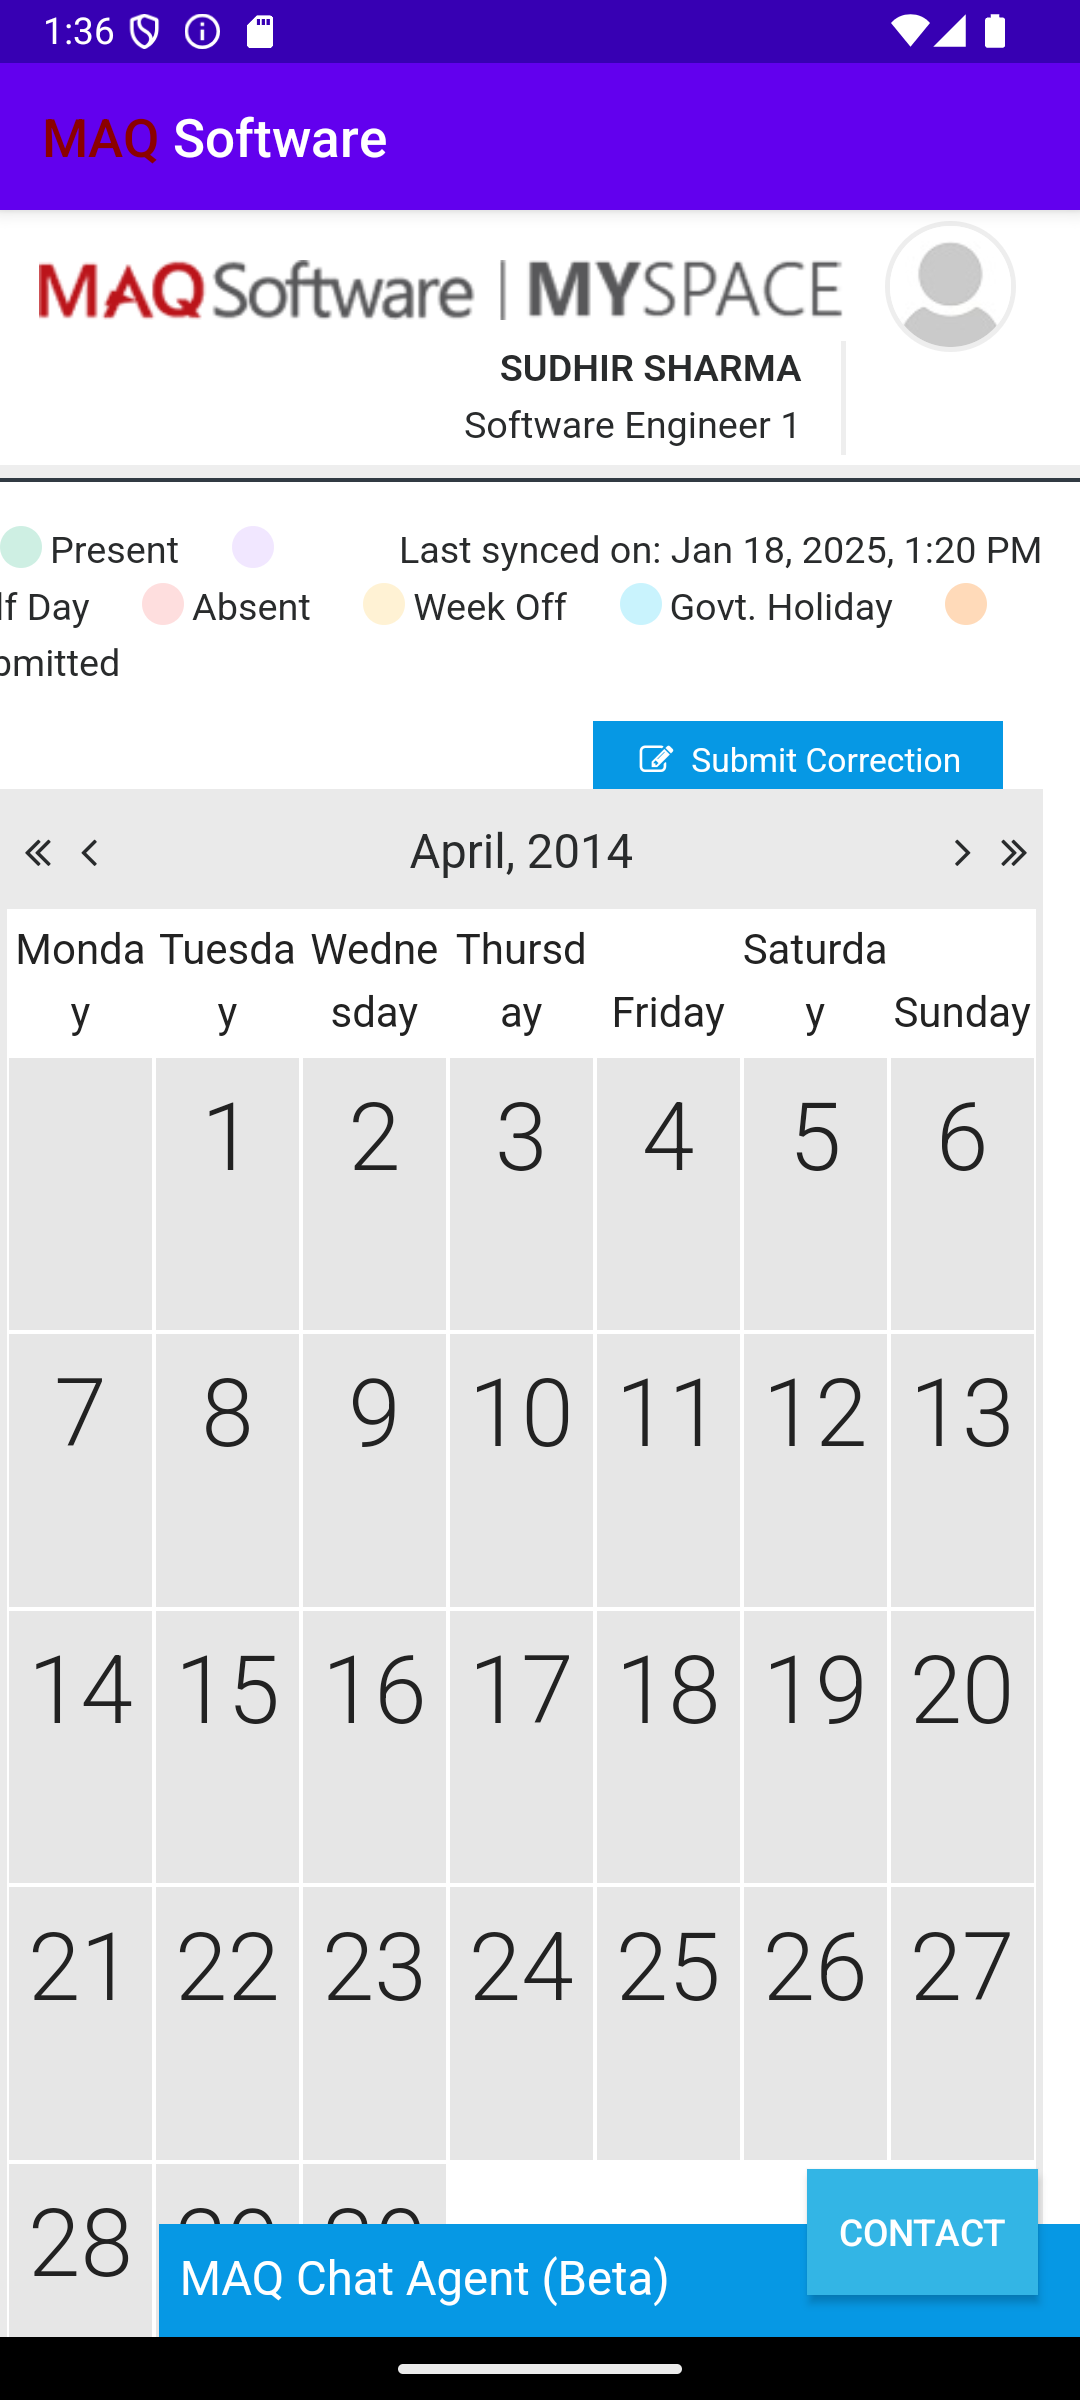 1:36
MAQ Software
MAQSoftware | MYSPACE
SUDHIR SHARMA
Software Engineer 1
Present Last synced on: Jan 18, 2025, 1:20 PM
lf Day Absent Week Off Govt. Holiday
omitted
Submit Correction
April, 2014
Monda Tuesda Wedne Thursd Saturda
y y sday ay Friday y Sunday
1 2 3 4 5 6
7 8 9 10 11 12 13
14 15 16 17 18 19 20
21 22 23 24 25 26 27
28
CONTACT
MAQ Chat Agent (Beta)